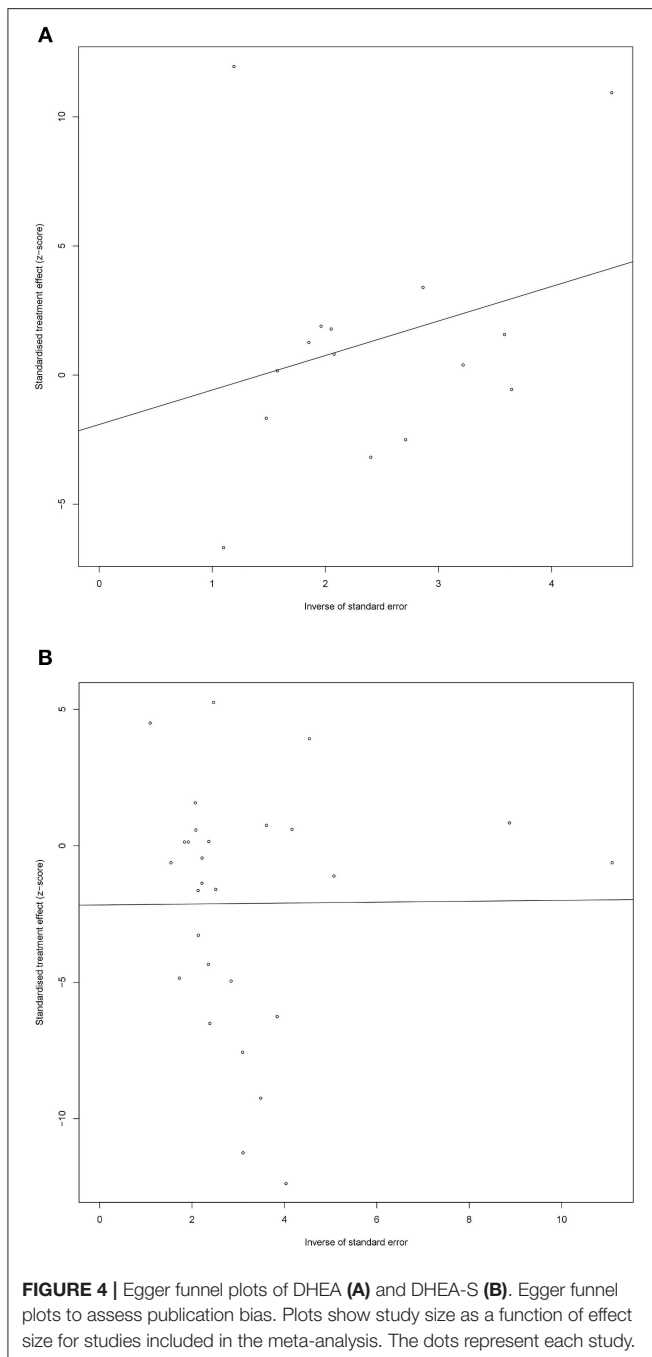 A
Standardised treatment effect (z−score)
10
5
0
−5
0 1 2 3 4
Inverse of standard error
B
Standardised treatment effect (z−score)
5
0
−5
−10
0 2 4 6 8 10
Inverse of standard error
FIGURE 4 | Egger funnel plots of DHEA (A) and DHEA-S (B). Egger funnel
plots to assess publication bias. Plots show study size as a function of effect
size for studies included in the meta-analysis. The dots represent each study.